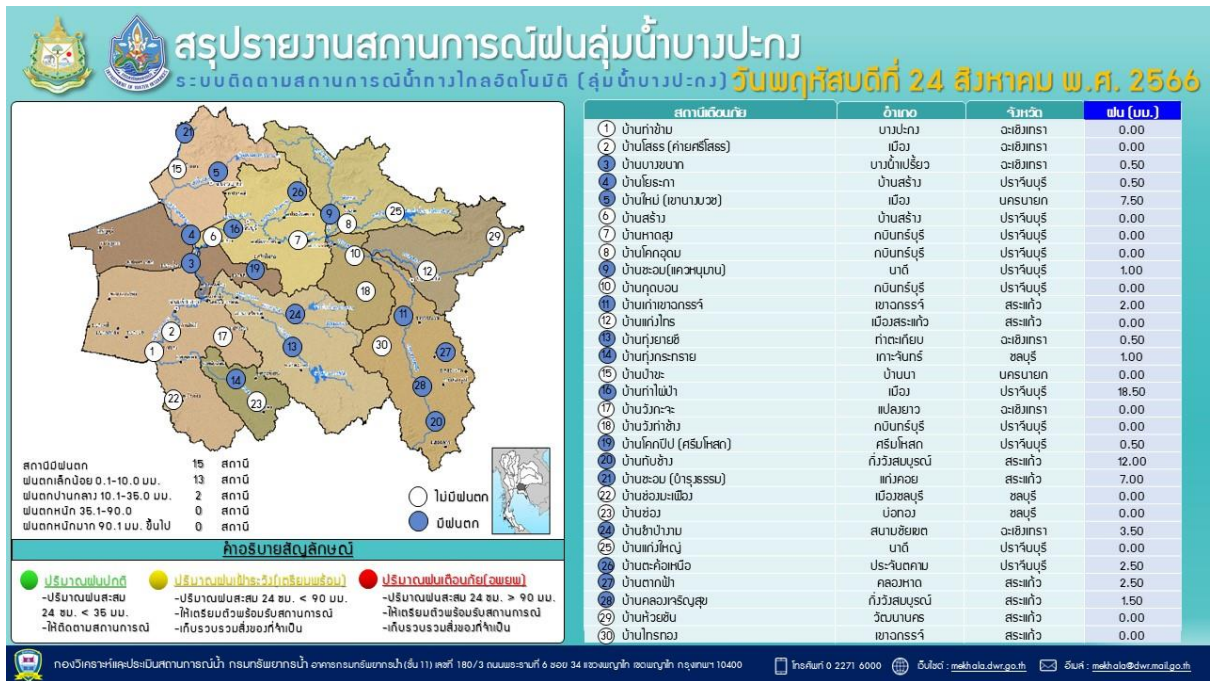 สรุปรายงานสถานการณ์ฝนลุ่มน้ำบางปะกง
ระบบติดตามสถานการณ์น้ำทางไกลอัตโนมัติ (ลุ่มน้ำบางปะกง) วันพฤหัสบดีที่ 24 สิงหาคม พ.ศ. 2566
สถานีเตือนภัย อำเภอ จังหวัด ฝน (มม.)
1 บ้านท่าข้าม บางปะกง ฉะเชิงเทรา 0.00
2 บ้านโสธร (ค่ายศรีโสธร) เมือง ฉะเชิงเทรา 0.00
3 บ้านบางขนาก บางน้ำเปรี้ยว ฉะเชิงเทรา 0.50
4 บ้านโยธะกา บ้านสร้าง ปราจีนบุรี 0.50
5 บ้านใหม่ (เขานางบวช) เมือง นครนายก 7.50
6 บ้านสร้าง บ้านสร้าง ปราจีนบุรี 0.00
7 บ้านหาดสูง กบินทร์บุรี ปราจีนบุรี 0.00
8 บ้านโคกอุดม กบินทร์บุรี ปราจีนบุรี 0.00
9 บ้านซะอม(แควหนุมาน) นาดี ปราจีนบุรี 1.00
10 บ้านกุดบอน กบินทร์บุรี ปราจีนบุรี 0.00
11 บ้านเก่าเขาฉกรรจ์ เขาฉกรรจ์ สระแก้ว 2.00
12 บ้านแก่งไทร เมืองสระแก้ว สระแก้ว 0.00
13 บ้านทุ่งยายชี ท่าตะเกียบ ฉะเชิงเทรา 0.50
14 บ้านทุ่งกระทราย เกาะจันทร์ ชลบุรี 1.00
15 บ้านป่าขะ บ้านนา นครนายก 0.00
16 บ้านท่าไผ่ป่า เมือง ปราจีนบุรี 18.50
17 บ้านวังกะจะ แปลงยาว ฉะเชิงเทรา 0.00
18 บ้านวังท่าช้าง กบินทร์บุรี ปราจีนบุรี 0.00
19 บ้านโคกปีป (ศรีมโหสถ) ศรีมโหสถ ปราจีนบุรี 0.50
20 บ้านทับช้าง กิ่งวังสมบูรณ์ สระแก้ว 12.00
21 บ้านซะอม (บำรุงธรรม) แก่งคอย สระแก้ว 7.00
22 บ้านช่องมะเฟือง เมืองชลบุรี ชลบุรี 0.00
23 บ้านช่อง บ่อทอง ชลบุรี 0.00
24 บ้านซำป่างาม สนามชัยเขต ฉะเชิงเทรา 3.50
25 บ้านแก่งใหญ่ นาดี ปราจีนบุรี 0.00
26 บ้านตะคร้อเหนือ ประจันตคาม ปราจีนบุรี 2.50
27 บ้านตากฟ้า คลองหาด สระแก้ว 2.50
28 บ้านคลองเจริญสุข กิ่งวังสมบูรณ์ สระแก้ว 1.50
29 บ้านห้วยชัน วัฒนานคร สระแก้ว 0.00
30 บ้านไทรทอง เขาฉกรรจ์ สระแก้ว 0.00
สถานีมีฝนตก 15 สถานี
ฝนตกเล็กน้อย 0.1-10.0 มม. 13 สถานี
ฝนตกปานกลาง 10.1-35.0 มม. 2 สถานี
ฝนตกหนัก 35.1-90.0 0 สถานี
ฝนตกหนักมาก 90.1 มม. ขึ้นไป 0 สถานี
ไม่มีฝนตก
มีฝนตก
คำอธิบายสัญลักษณ์
ปริมาณฝนปกติ
-ปริมาณฝนสะสม
24 ชม. < 35 มม.
-ให้ติดตามสถานการณ์
ปริมาณฝนเฝ้าระวัง(เตรียมพร้อม)
-ปริมาณฝนสะสม 24 ชม. < 90 มม.
-ให้เตรียมตัวพร้อมรับสถานการณ์
-เก็บรวบรวมสิ่งของที่จำเป็น
ปริมาณฝนเตือนภัย(อพยพ)
-ปริมาณฝนสะสม 24 ชม. > 90 มม.
-ให้เตรียมตัวพร้อมรับสถานการณ์
-เก็บรวบรวมสิ่งของที่จำเป็น
กองวิเคราะห์และประเมินสถานการณ์น้ำ กรมทรัพยากรน้ำ อาคารกรมทรัพยากรน้ำ (ชั้น 11) เลขที่ 180/3 ถนนพระรามที่ 6 ซอย 34 แขวงพญาไท เขตพญาไท กรุงเทพฯ 10400 โทรศัพท์ 0 2271 6000 เว็บไซต์ : mekhala.dwr.go.th อีเมล์ : mekhala@dwr.mail.go.th